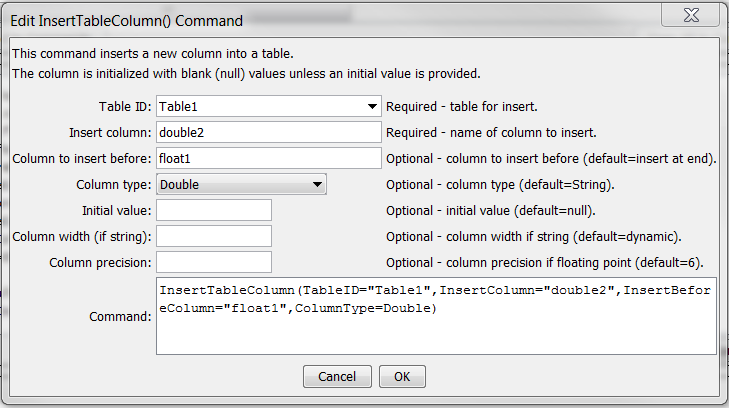 Edit InsertTableColumn() Command
This command inserts a new column into a table.
The column is initialized with blank (null) values unless an initial value is provided.
Table ID: Table1 Required - table for insert.
Insert column: double2 Required - name of column to insert.
Column to insert before: float1 Optional - column to insert before (default=insert at end).
Column type: Double Optional - column type (default=String).
Initial value: Optional - initial value (default=null).
Column width (if string): Optional - column width if string (default=dynamic).
Column precision: Optional - column precision if floating point (default=6).
Command: InsertTableColumn(TableID="Table1",InsertColumn="double2",InsertBefor
eColumn="float1",ColumnType=Double)
Cancel OK